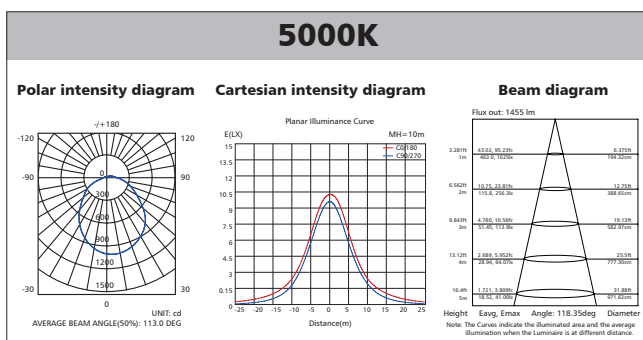 5000K
Polar intensity diagram
-/+180
-120
120
-90
90
0
300
600
900
1200
1500
-30
30
0
UNIT: cd
AVERAGE BEAM ANGLE(50%): 113.0 DEG
Cartesian intensity diagram
Planar Illuminance Curve
E(LX)
MH=10m
C0/180
C90/270
15
13.5
12
10.5
9
7.5
6
4.5
3
0.15
0
-25 -20 -15 -10 -5 0 5 10 15 20 25
Distance(m)
Beam diagram
Flux out: 1455 lm
3.281ft 43.02, 95.23fc 6.375ft
1m 463.0, 1025lx 194.32cm
6.562ft 10.75, 23.81fc 12.75ft
2m 115.8, 256.3lx 388.65cm
9.843ft 4.780, 10.58fc 19.13ft
3m 51.45, 113.9lx 582.97cm
13.12ft 2.689, 5.952fc 25.5ft
4m 28.94, 64.07lx 777.30cm
16.4ft 1.721, 3.809fc 31.88ft
5m 18.52, 41.00lx 971.62cm
Height Eavg, Emax Angle: 118.35deg Diameter
Note: The Curves indicate the illuminated area and the average
illumination when the Luminaire is at different distance.